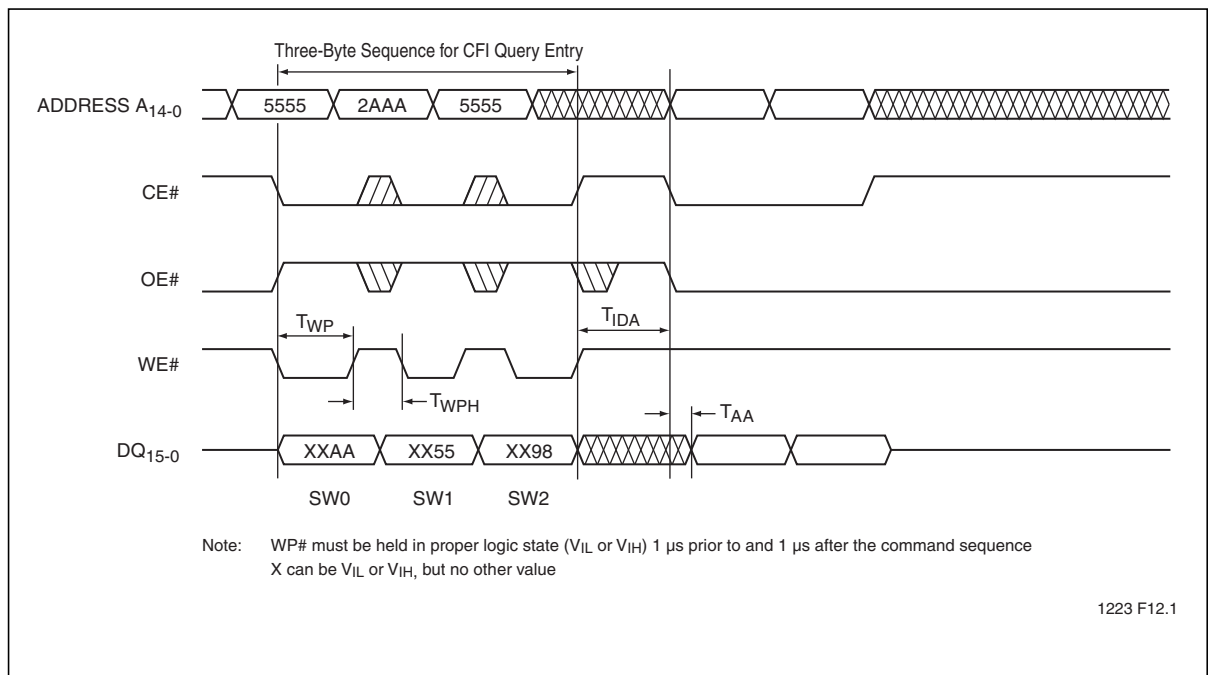 Three-Byte Sequence for CFI Query Entry
ADDRESS A14-0 5555 2AAA 5555
CE#
OE#
TWP TIDA
WE#
TWPH TAA
DQ15-0 XXAA XX55 XX98
SW0 SW1 SW2
Note: WP# must be held in proper logic state (VIL or VIH) 1 µs prior to and 1 µs after the command sequence
X can be VIL or VIH, but no other value
1223 F12.1